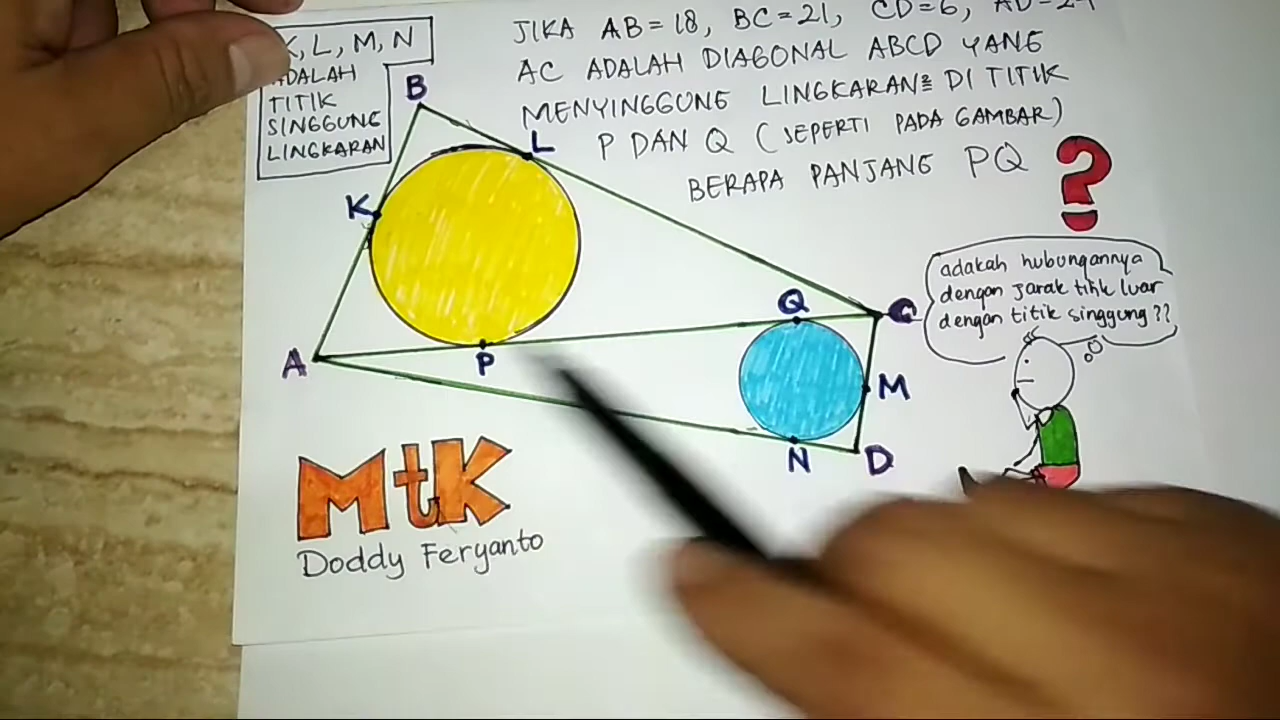 K, L, M, N
ADALAH
TITIK
SINGGUNG
LINGKARAN
JIKA AB = 18, BC = 21, CD = 6,
AC ADALAH DIAGONAL ABCD YANG
MENYINGGUNG LINGKARAN² DI TITIK
P DAN Q (SEPERTI PADA GAMBAR)
BERAPA PANJANG PQ ?
B
L
K
A
P
Q
C
M
N
D
adakah hubungannya
dengan jarak titik luar
dengan titik singgung ??
MtK
Doddy Feryanto